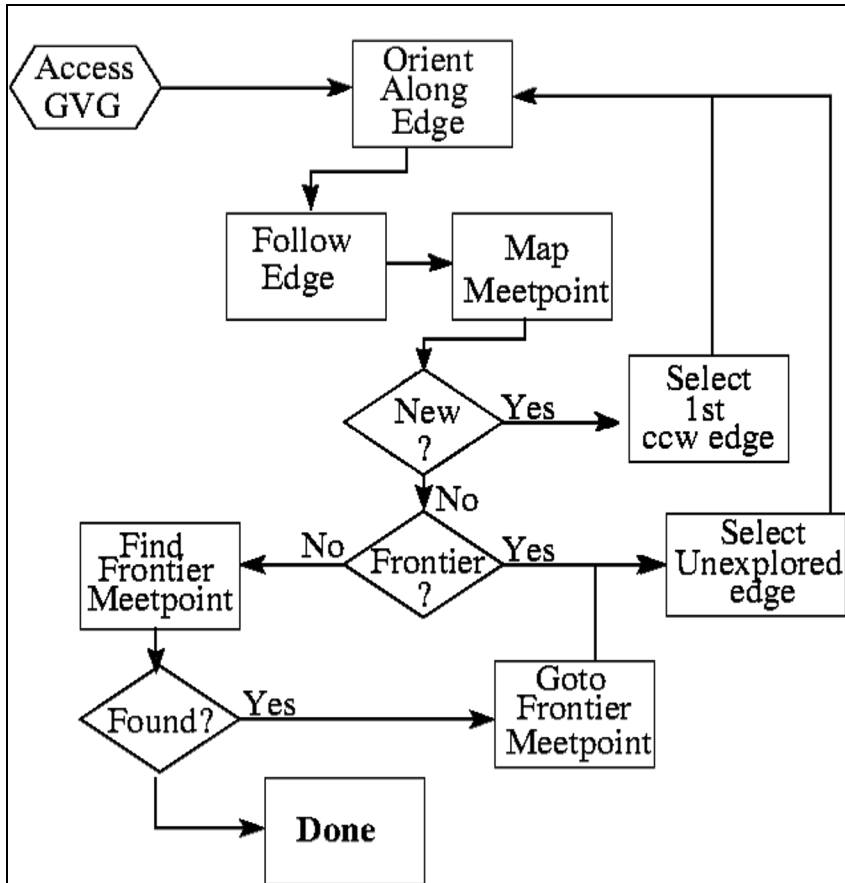 Access
GVG
Orient
Along
Edge
Follow
Edge
Map
Meetpoint
New
?
Yes
Select
1st
ccw edge
No
Find
Frontier
Meetpoint
No
Frontier
?
Yes
Select
Unexplored
edge
Found?
Yes
Goto
Frontier
Meetpoint
Done